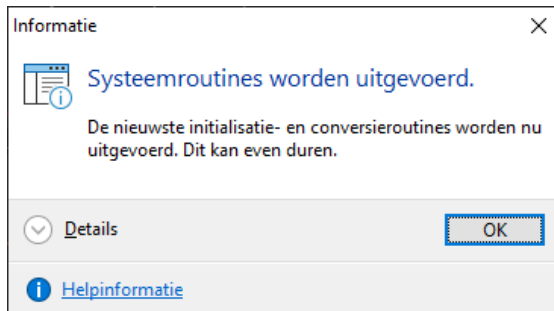 Informatie
Systeemroutines worden uitgevoerd.
De nieuwste initialisatie- en conversieroutines worden nu
uitgevoerd. Dit kan even duren.
Details
OK
Helpinformatie